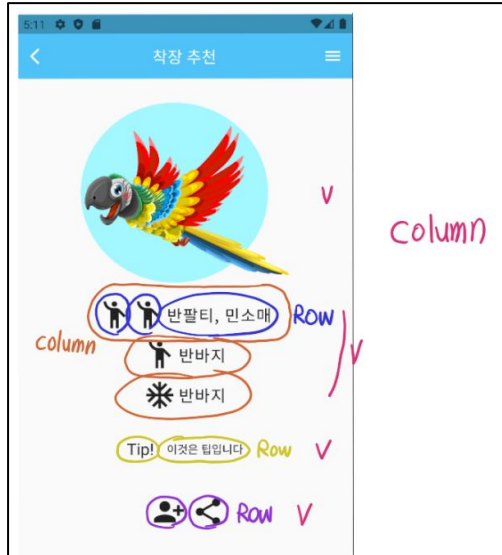 5:11
착장 추천
V
column
반팔티, 민소매 Row
column
반바지
V
반바지
Tip! 이것은 팁입니다 Row V
Row V